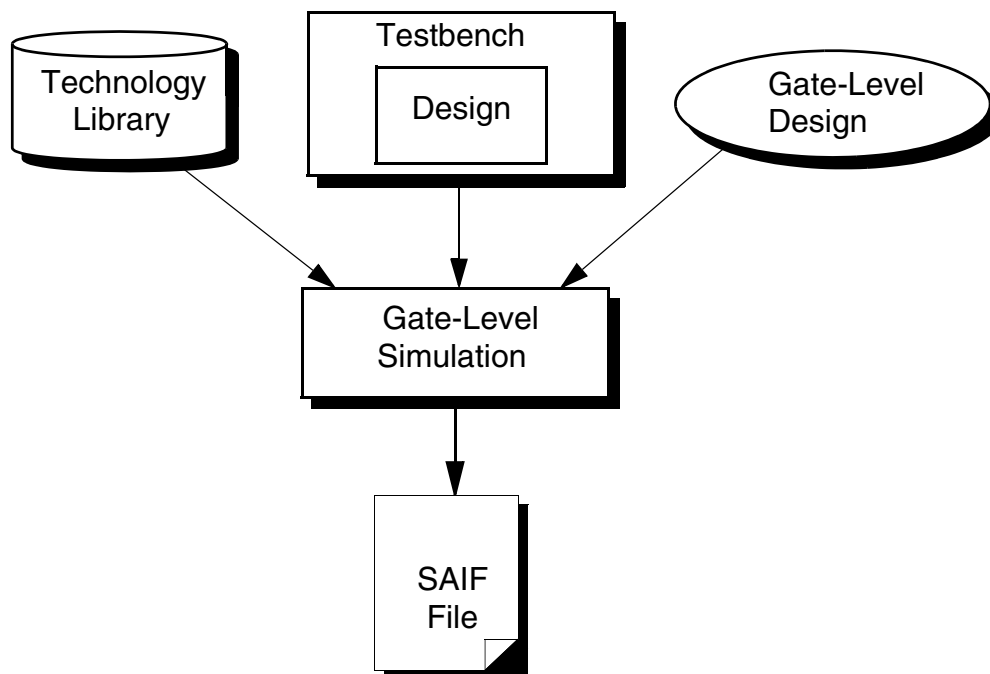 Technology
Library
Testbench
Design
Gate-Level
Design
Gate-Level
Simulation
SAIF
File